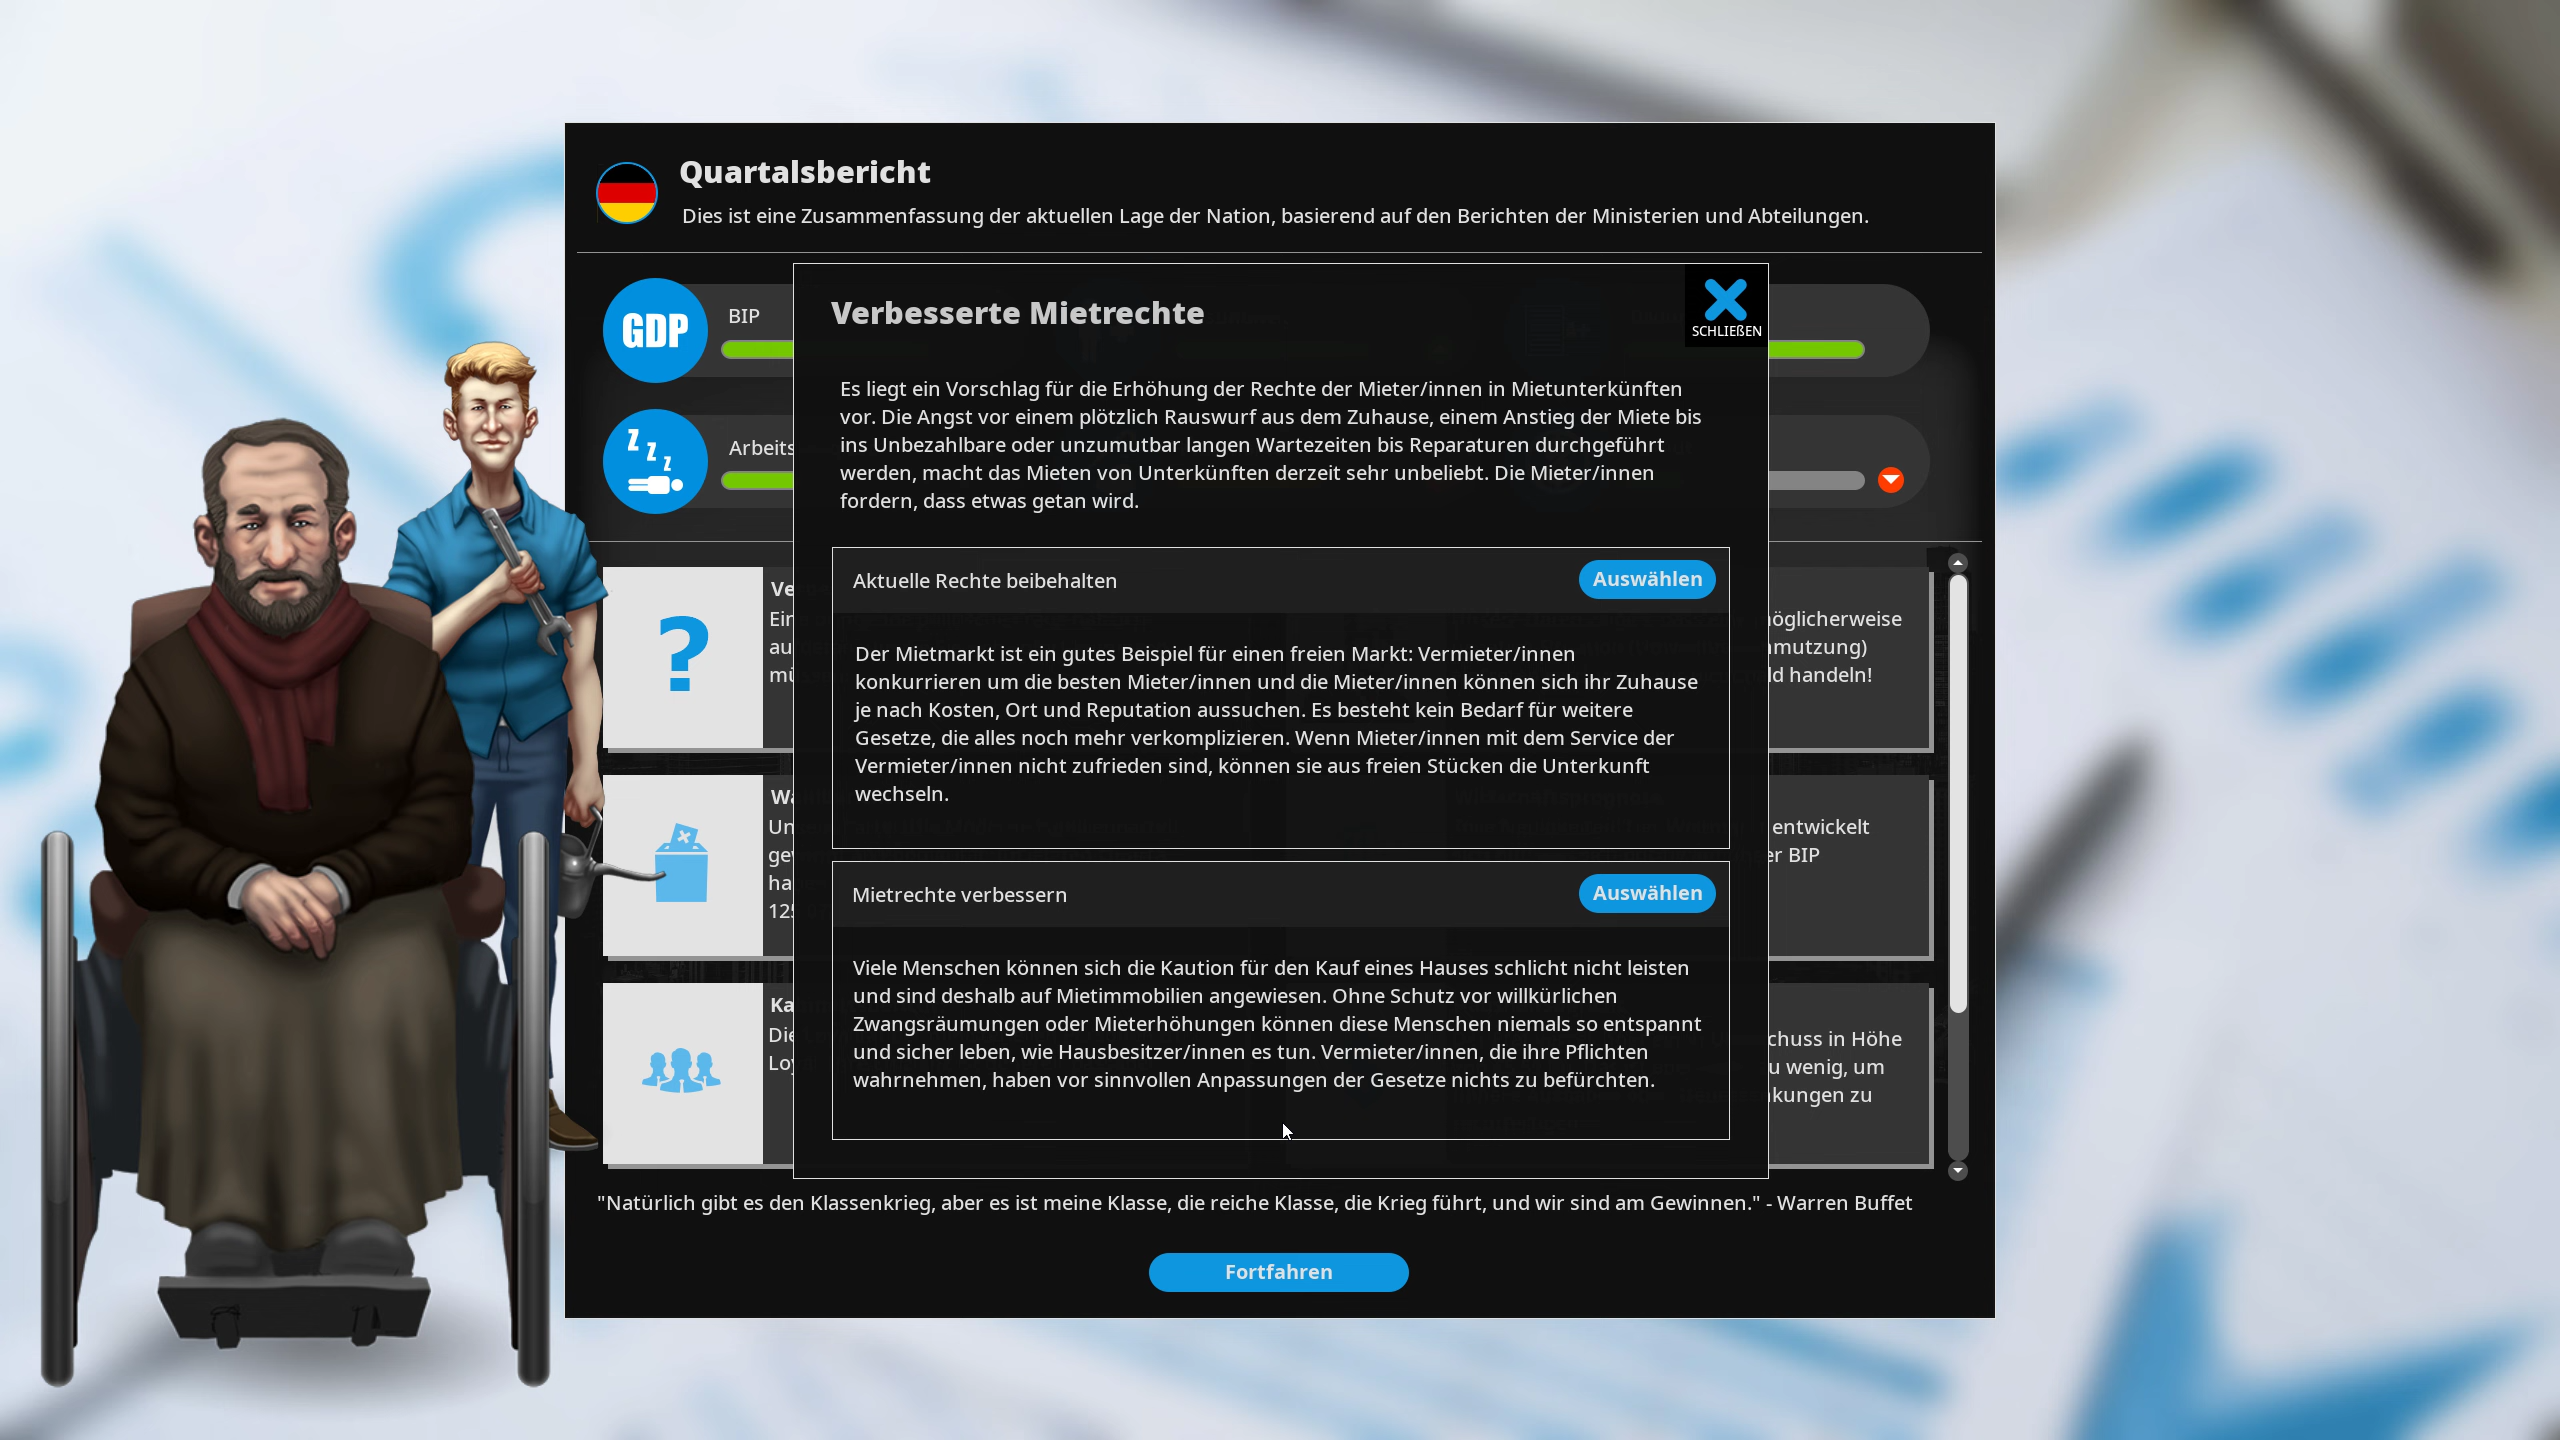 Quartalsbericht
Dies ist eine Zusammenfassung der aktuellen Lage der Nation, basierend auf den Berichten der Ministerien und Abteilungen.
GDP
BIP
z z z
Verbesserte Mietrechte
SCHLIEßEN
Es liegt ein Vorschlag für die Erhöhung der Rechte der Mieter/innen in Mietunterkünften
vor. Die Angst vor einem plötzlich Rauswurf aus dem Zuhause, einem Anstieg der Miete bis
ins Unbezahlbare oder unzumutbar langen Wartezeiten bis Reparaturen durchgeführt
werden, macht das Mieten von Unterkünften derzeit sehr unbeliebt. Die Mieter/innen
fordern, dass etwas getan wird.
Aktuelle Rechte beibehalten
Auswählen
Der Mietmarkt ist ein gutes Beispiel für einen freien Markt: Vermieter/innen
konkurrieren um die besten Mieter/innen und die Mieter/innen können sich ihr Zuhause
je nach Kosten, Ort und Reputation aussuchen. Es besteht kein Bedarf für weitere
Gesetze, die alles noch mehr verkomplizieren. Wenn Mieter/innen mit dem Service der
Vermieter/innen nicht zufrieden sind, können sie aus freien Stücken die Unterkunft
wechseln.
Mietrechte verbessern
Auswählen
Viele Menschen können sich die Kaution für den Kauf eines Hauses schlicht nicht leisten
und sind deshalb auf Mietimmobilien angewiesen. Ohne Schutz vor willkürlichen
Zwangsräumungen oder Mieterhöhungen können diese Menschen niemals so entspannt
und sicher leben, wie Hausbesitzer/innen es tun. Vermieter/innen, die ihre Pflichten
wahrnehmen, haben vor sinnvollen Anpassungen der Gesetze nichts zu befürchten.
?
möglicherweise
handeln!
entwickelt
BIP
in Höhe
zu wenig, um
zu
"Natürlich gibt es den Klassenkrieg, aber es ist meine Klasse, die reiche Klasse, die Krieg führt, und wir sind am Gewinnen." - Warren Buffet
Fortfahren